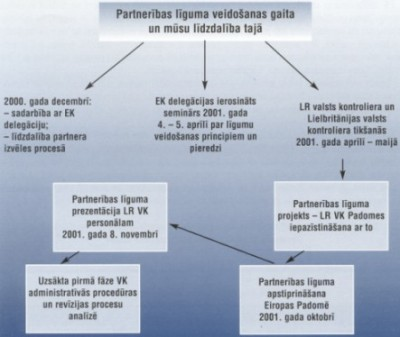 Partnerības līguma veidošanas gaita
un mūsu līdzdalība tajā
2000. gada decembrī:
– sadarbība ar EK
delegāciju;
– līdzdalība partnera
izvēles procesā
EK delegācijas ierosināts
seminārs 2001. gada
4. – 5. aprīlī par līgumu
veidošanas principiem un
pieredzi
LR valsts kontroliera un
Lielbritānijas valsts
kontroliera tikšanās
2001. gada aprīlī – maijā
Partnerības līguma
projekts – LR VK Padomes
iepazīstināšana ar to
Partnerības līguma
prezentācija LR VK
personālam
2001. gada 8. novembrī
Uzsākta pirmā fāze VK
administratīvās procedūras
un revīzijas procesu
analīzē
Partnerības līguma
apstiprināšana
Eiropas Padomē
2001. gada oktobrī